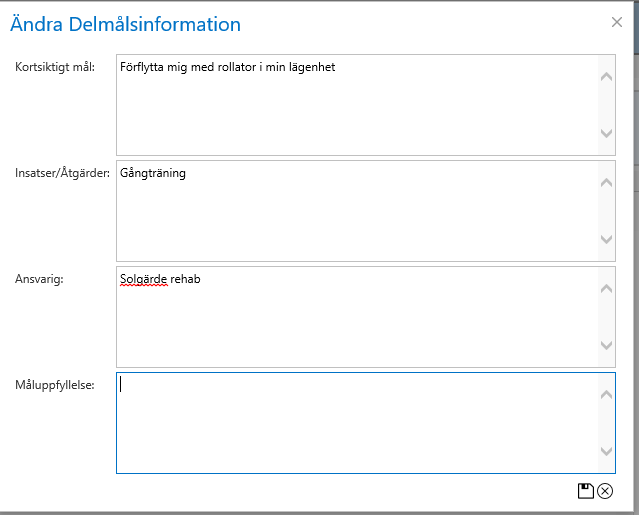 Ändra Delmålsinformation
Kortsiktigt mål:
Förflytta mig med rollator i min lägenhet
Insatser/Åtgärder:
Gångträning
Ansvarig:
Solgärde rehab
Måluppfyllelse: